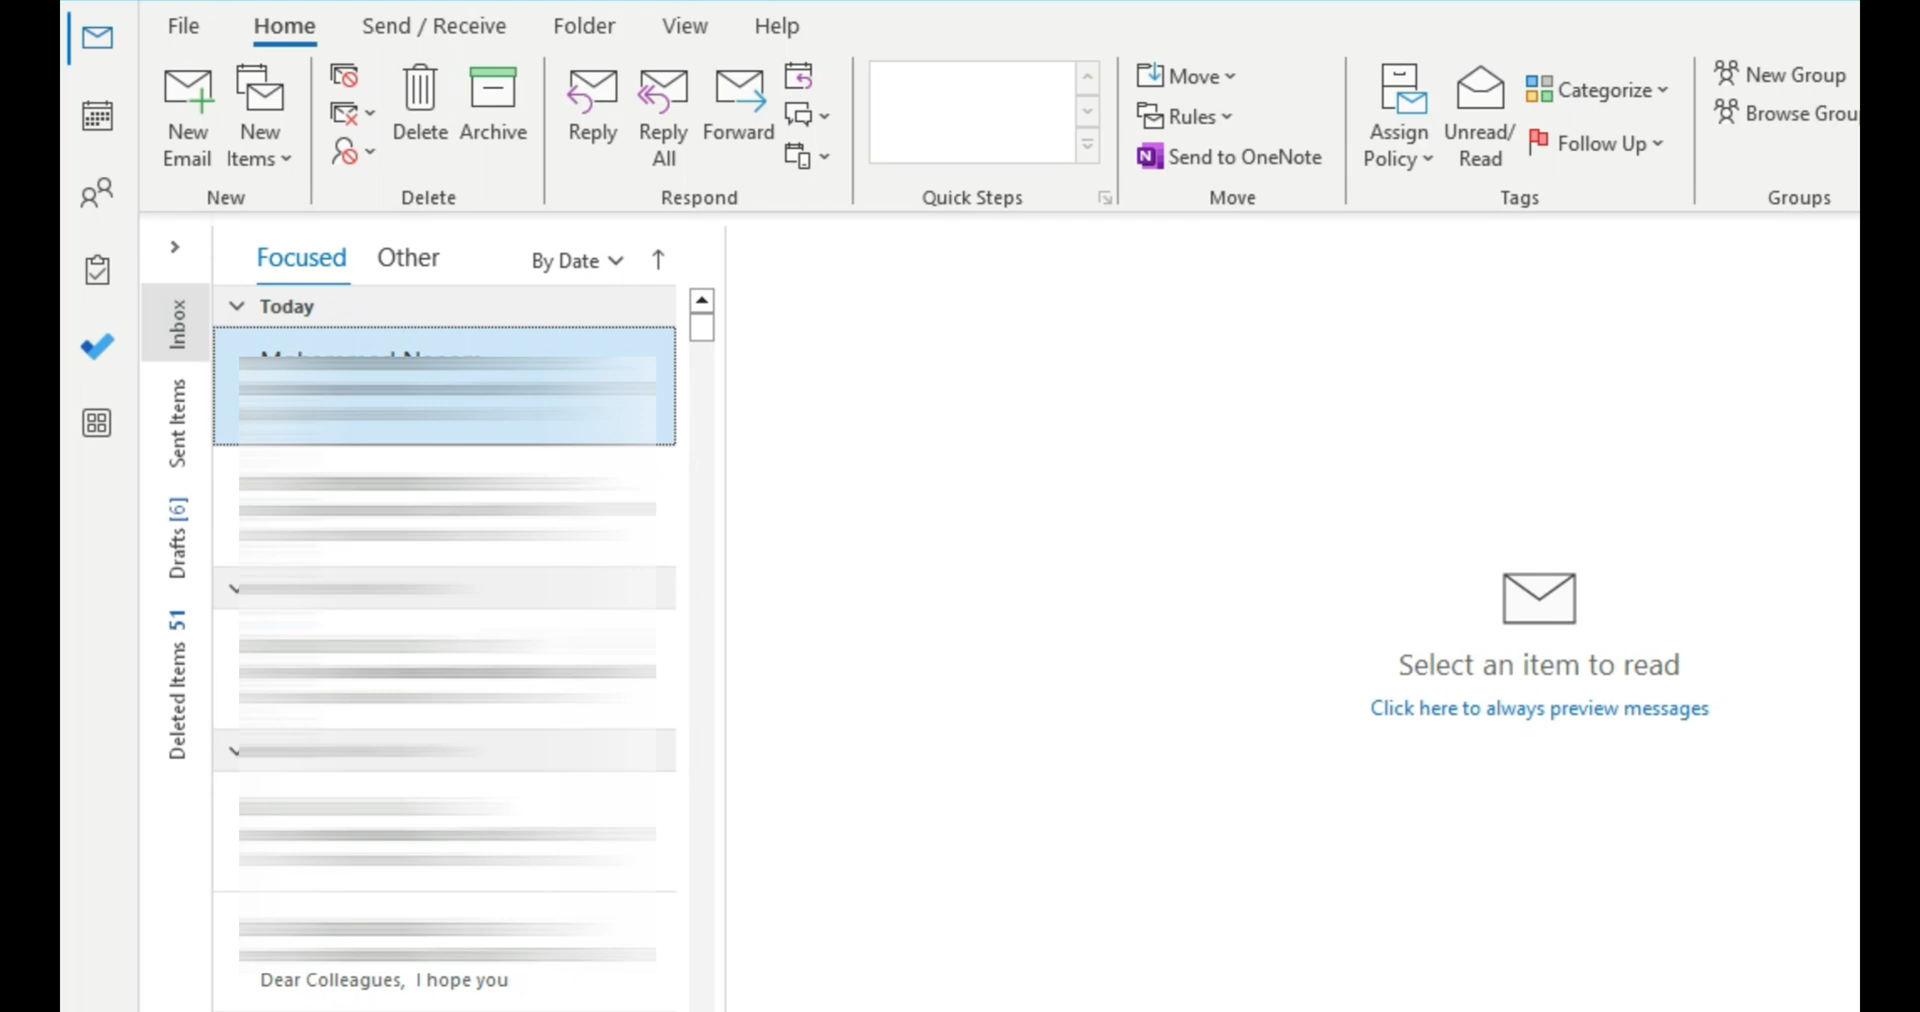 File Home Send / Receive Folder View Help
New Email
New Items
New
Delete
Archive
Delete
Reply
Reply All
Forward
Respond
Quick Steps
Move
Rules
Send to OneNote
Move
Assign Policy
Unread/ Read
Categorize
Follow Up
Tags
New Group
Browse Grou
Groups
Inbox
Sent Items
Drafts [6]
Deleted Items 51
Focused Other By Date
Today
Dear Colleagues, I hope you
Select an item to read
Click here to always preview messages